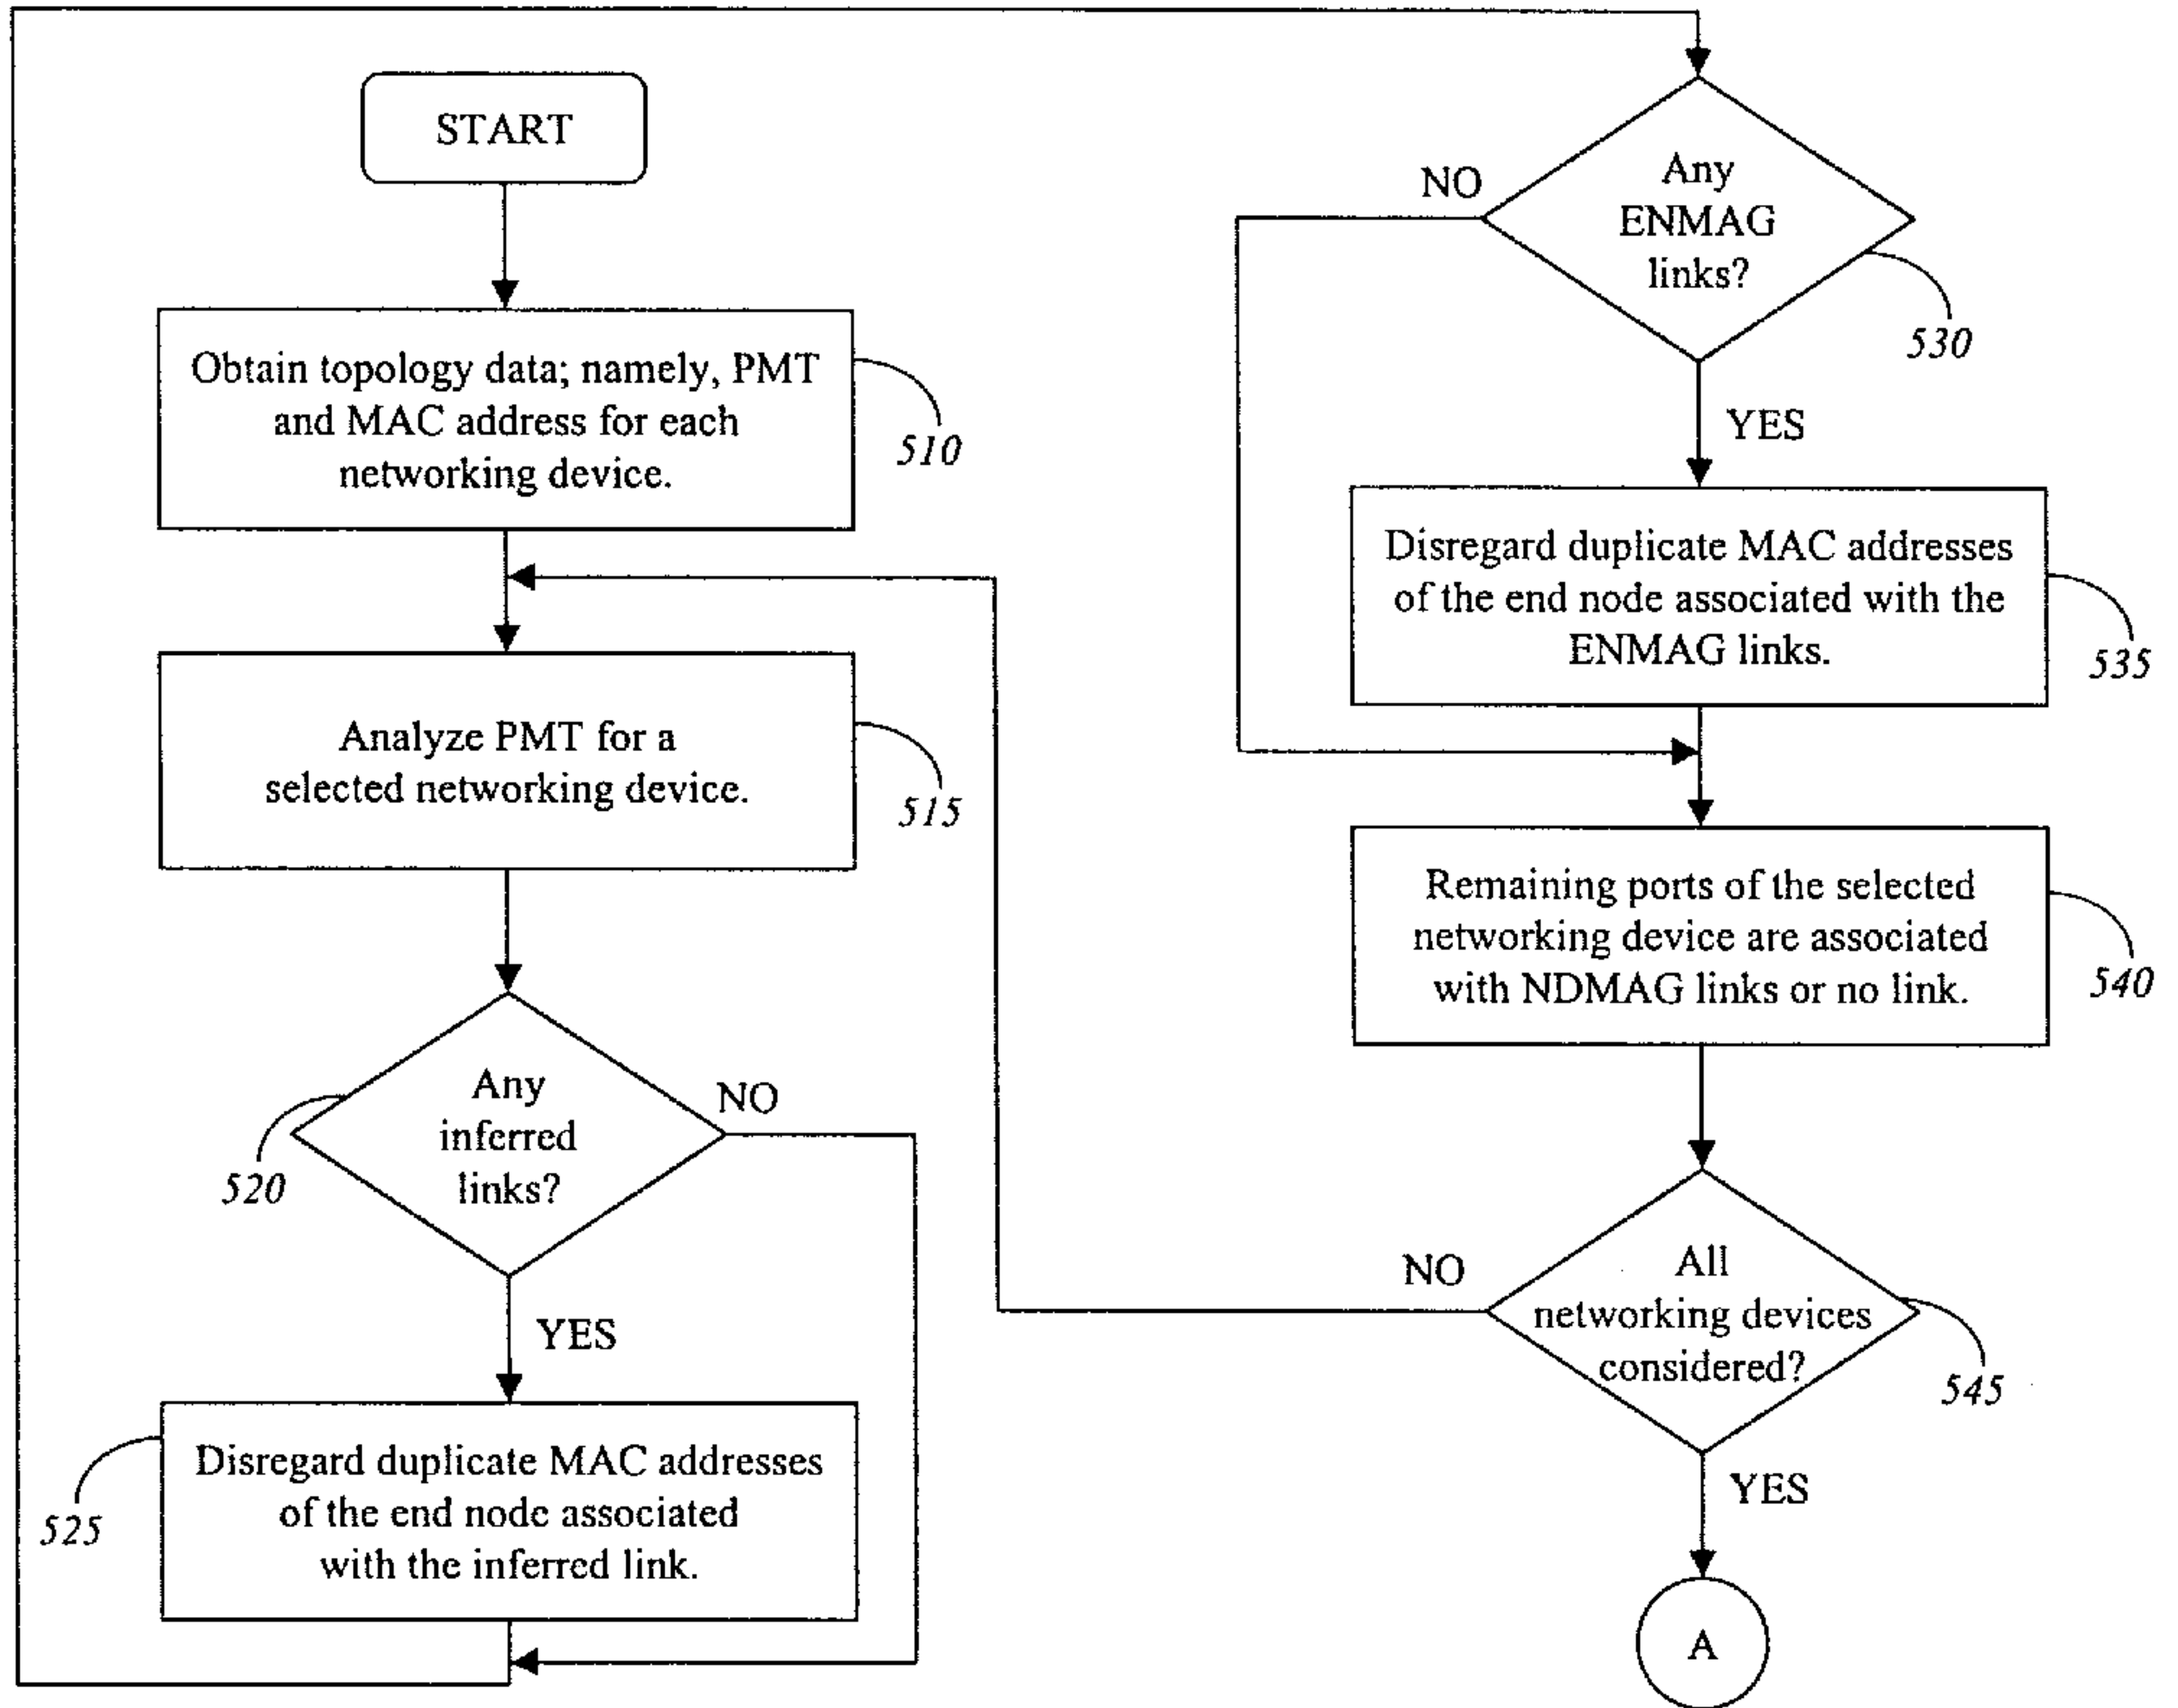 START
Obtain topology data; namely, PMT
and MAC address for each
networking device.
510
Analyze PMT for a
selected networking device.
515
Any
inferred
links?
NO
520
YES
Disregard duplicate MAC addresses
of the end node associated
with the inferred link.
525
Any
ENMAG
links?
NO
530
YES
Disregard duplicate MAC addresses
of the end node associated with the
ENMAG links.
535
Remaining ports of the selected
networking device are associated
with NDMAG links or no link.
540
All
networking devices
considered?
NO
545
YES
A